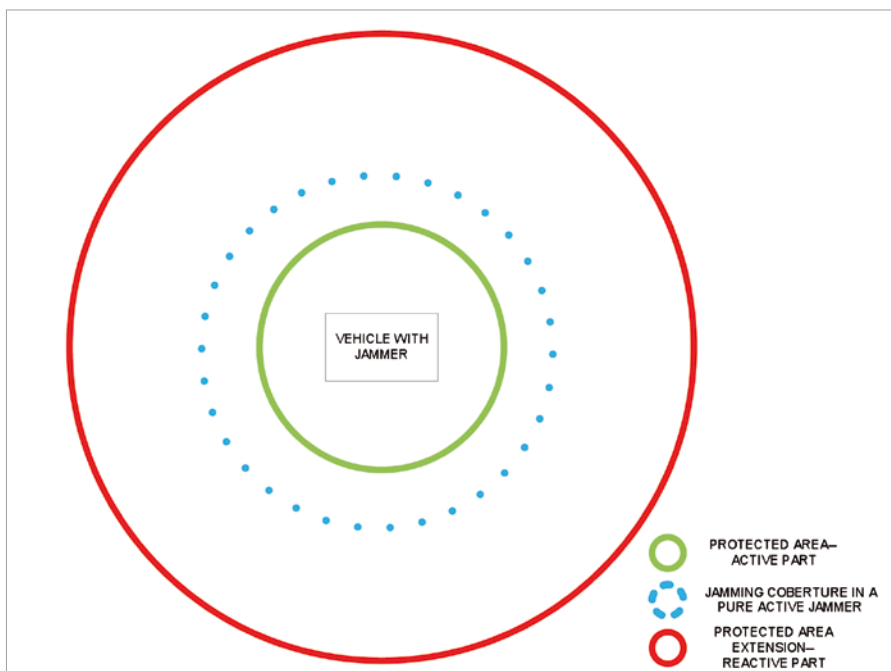 VEHICLE WITH
JAMMER
PROTECTED AREA–
ACTIVE PART
JAMMING COBERTURE IN A
PURE ACTIVE JAMMER
PROTECTED AREA
EXTENSION–
REACTIVE PART